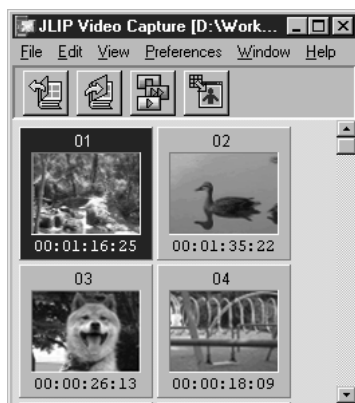 JLIP Video Capture [D:\Work...
File Edit View Preferences Window Help
01 02
00:01:16:25 00:01:35:22
03 04
00:00:26:13 00:00:18:09